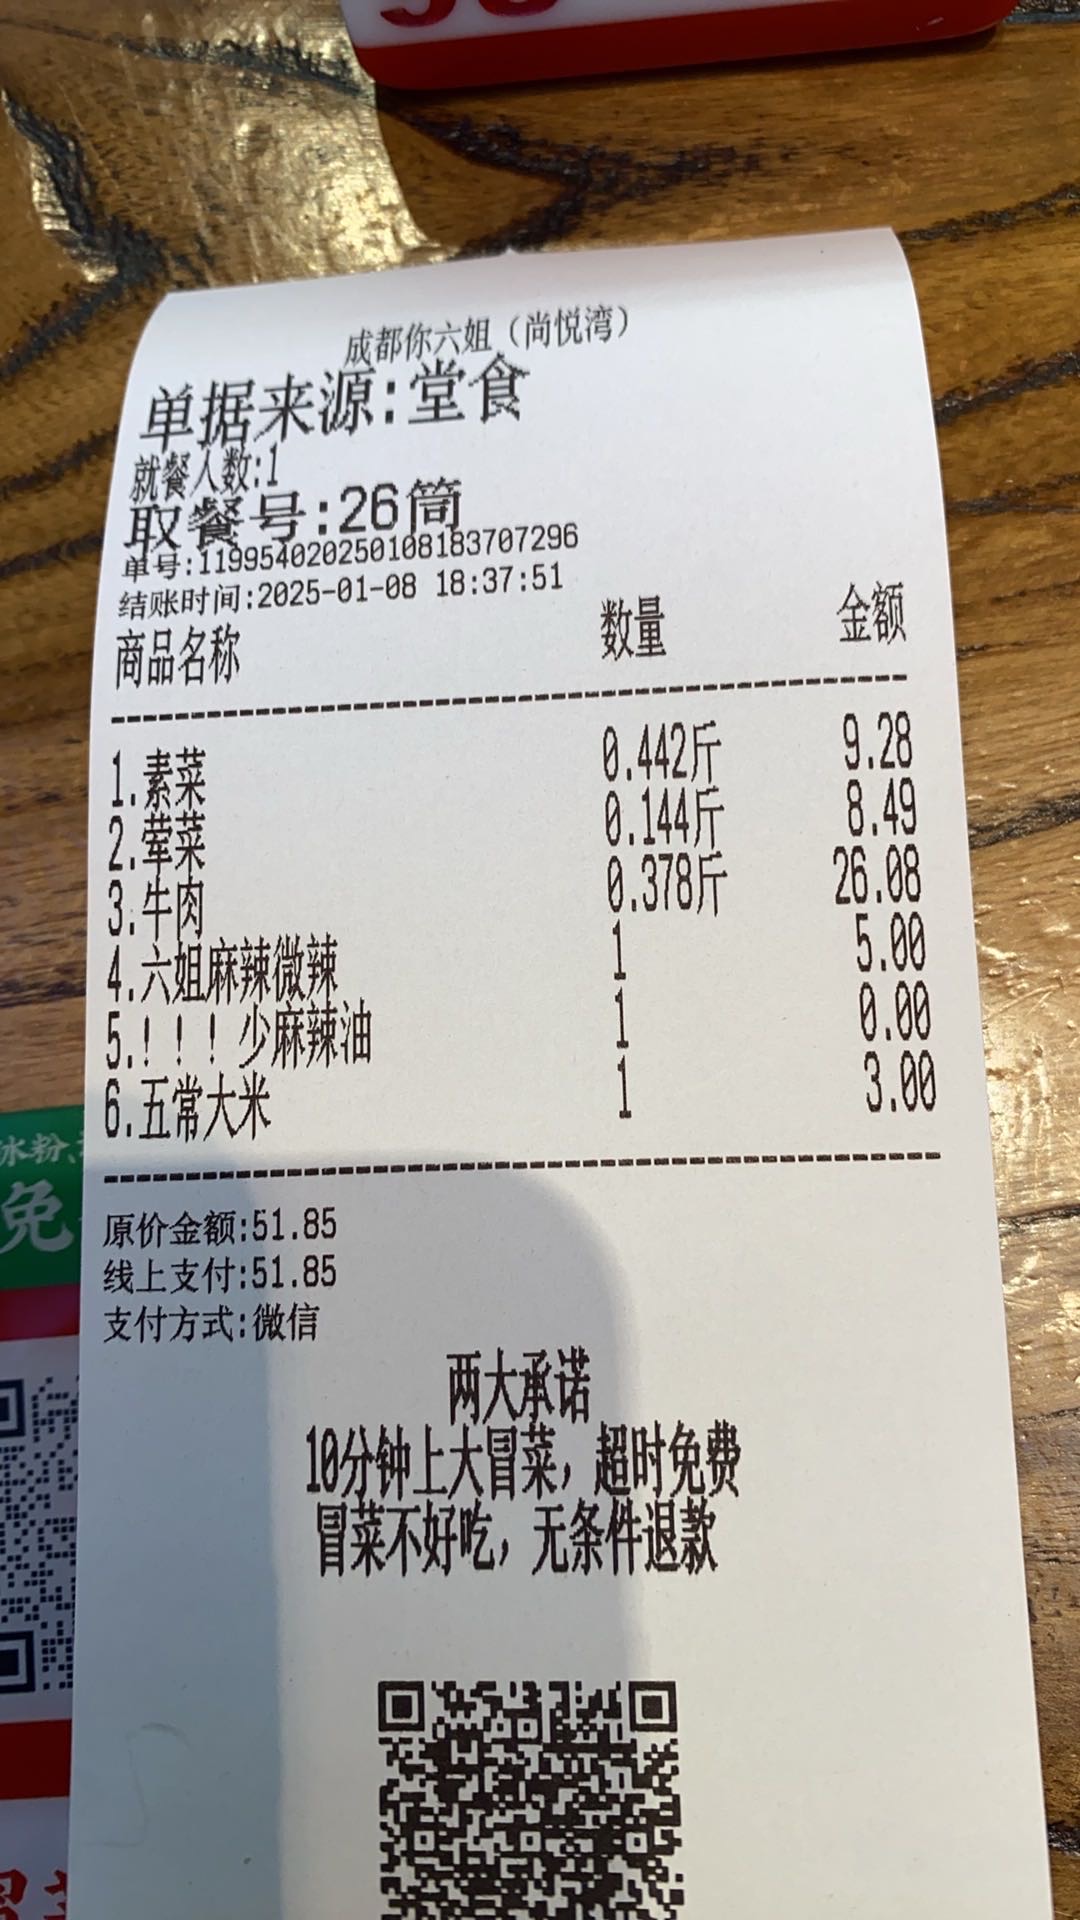 成都你六姐（尚悦湾）
单据来源:堂食
就餐人数:1
取餐号:26筒
单号:11995402025010818370​7296
结账时间:2025-01-08 18:37:51
商品名称 数量 金额
1.素菜 0.442斤 9.28
2.荤菜 0.144斤 8.49
3.牛肉 0.378斤 26.08
4.六姐麻辣微辣 1 5.00
5.！！！少麻辣油 1 0.00
6.五常大米 1 3.00
原价金额:51.85
线上支付:51.85
支付方式:微信
两大承诺
10分钟上大冒菜，超时免费
冒菜不好吃，无条件退款
冰粉、
免